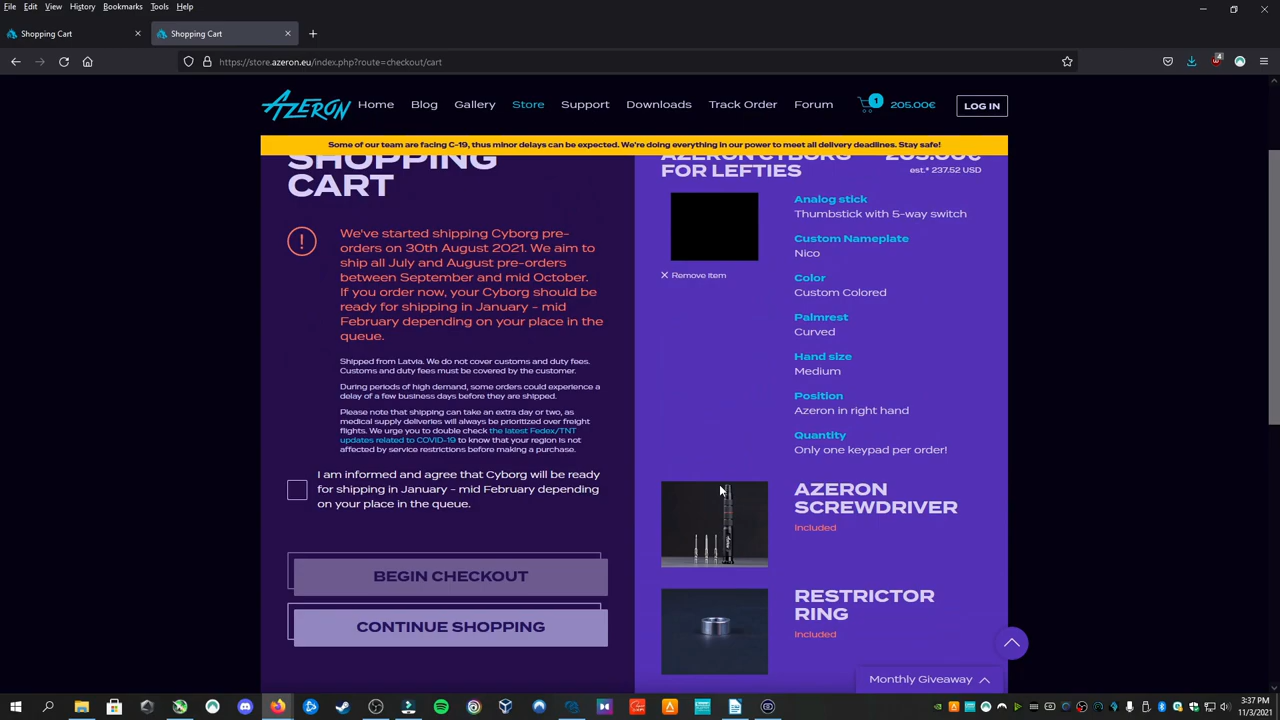 File Edit View History Bookmarks Tools Help
Shopping Cart
Shopping Cart
https://store.azeron.eu/index.php?route=checkout/cart
4
AZERON
Home Blog Gallery Store Support Downloads Track Order Forum
1
205.00€
LOG IN
Some of our team are facing C-19, thus minor delays can be expected. We're doing everything in our power to meet all delivery deadlines. Stay safe!
SHOPPING
CART
We've started shipping Cyborg pre-
orders on 30th August 2021. We aim to
ship all July and August pre-orders
between September and mid October.
If you order now, your Cyborg should be
ready for shipping in January - mid
February depending on your place in the
queue.
Shipped from Latvia. We do not cover customs and duty fees.
Customs and duty fees must be covered by the customer.
During periods of high demand, some orders could experience a
delay of a few business days before they are shipped.
Please note that shipping can take an extra day or two, as
medical supply deliveries will always be prioritized over freight
flights. We urge you to double check the latest Fedex/TNT
updates related to COVID-19 to know that your region is not
affected by service restrictions before making a purchase.
I am informed and agree that Cyborg will be ready
for shipping in January - mid February depending
on your place in the queue.
BEGIN CHECKOUT
CONTINUE SHOPPING
AZERON CYBORG
FOR LEFTIES
205.00€
est.* 237.52 USD
Remove Item
Analog stick
Thumbstick with 5-way switch
Custom Nameplate
Nico
Color
Custom Colored
Palmrest
Curved
Hand size
Medium
Position
Azeron in right hand
Quantity
Only one keypad per order!
AZERON
SCREWDRIVER
Included
RESTRICTOR
RING
Included
Monthly Giveaway
3:37 PM
11/3/2021